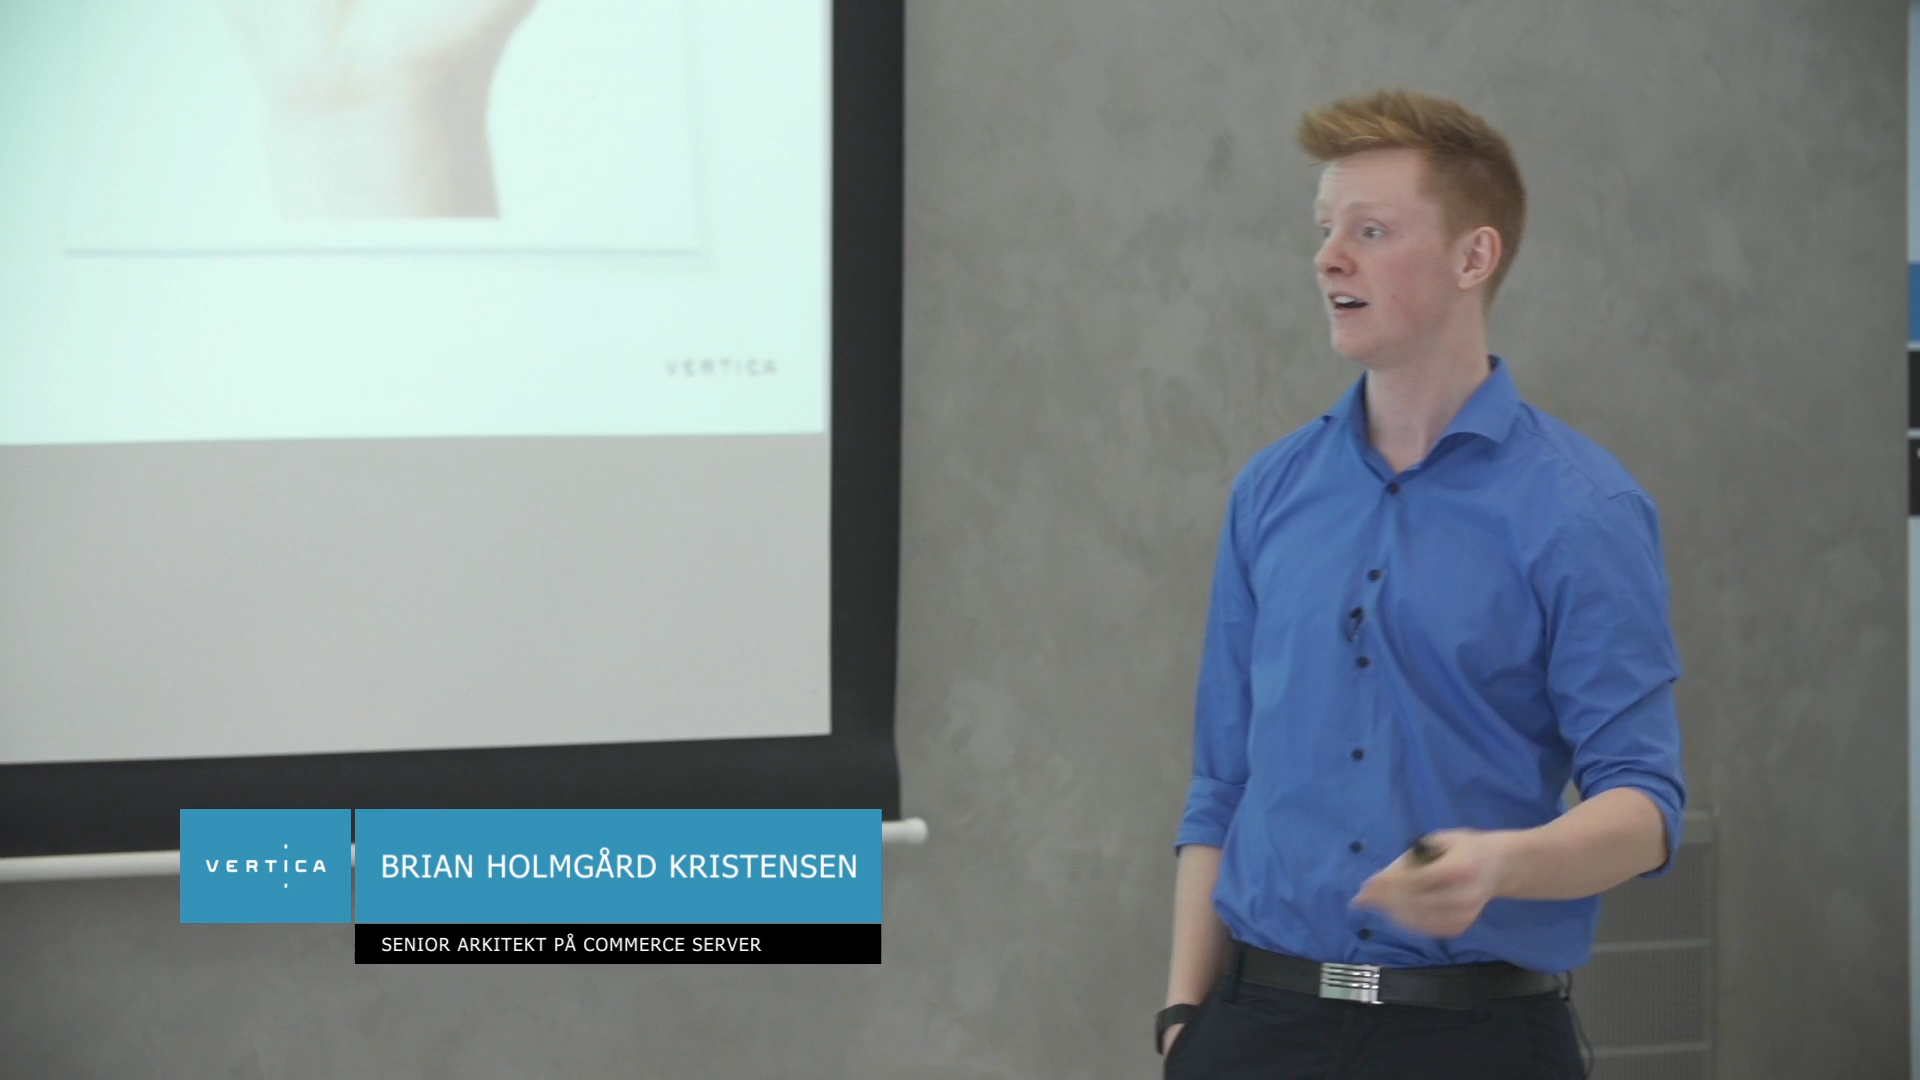 VERTICA
VERTICA
BRIAN HOLMGÅRD KRISTENSEN
SENIOR ARKITEKT PÅ COMMERCE SERVER